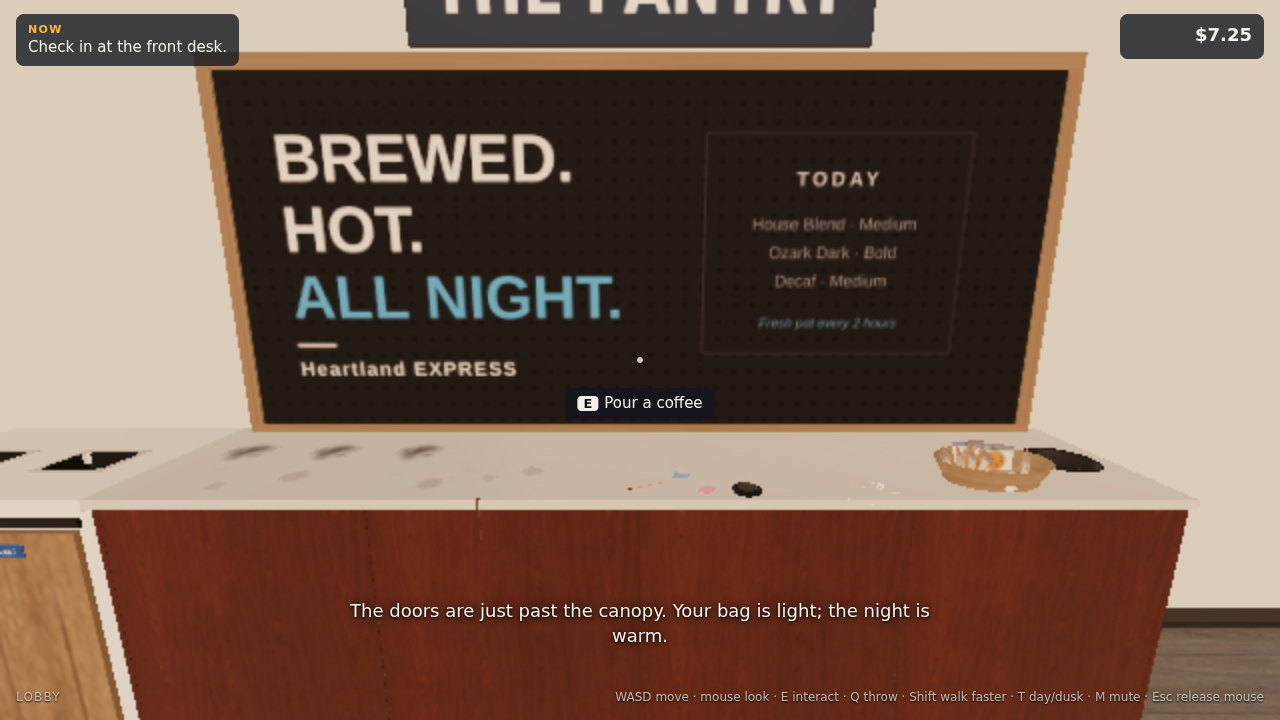 THE PANTRY
NOW
Check in at the front desk.
$7.25
BREWED.
HOT.
ALL NIGHT.
Heartland EXPRESS
TODAY
House Blend · Medium
Ozark Dark · Bold
Decaf · Medium
Fresh pot every 2 hours
E Pour a coffee
The doors are just past the canopy. Your bag is light; the night is
warm.
LOBBY
WASD move · mouse look · E interact · Q throw · Shift walk faster · T day/dusk · M mute · Esc release mouse